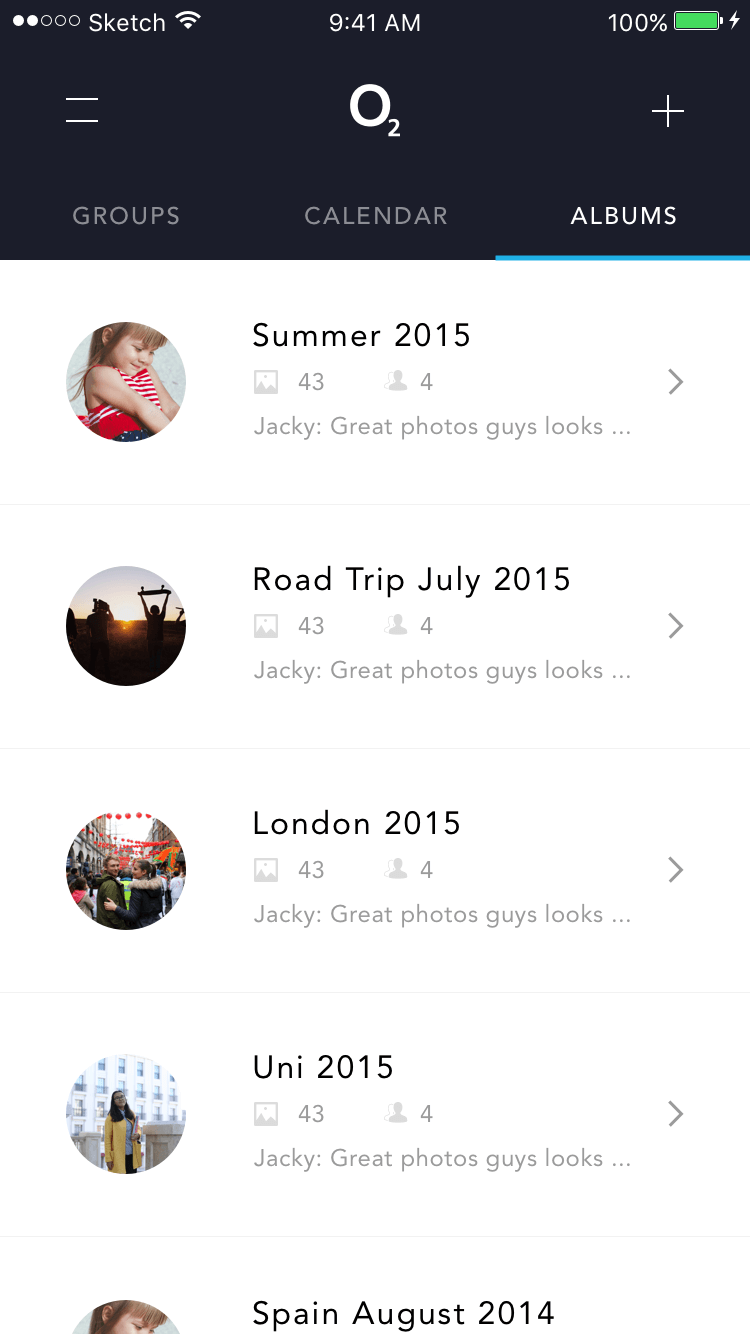 Sketch 9:41 AM 100%
O2
GROUPS CALENDAR ALBUMS
Summer 2015
43 4
Jacky: Great photos guys looks ...
Road Trip July 2015
43 4
Jacky: Great photos guys looks ...
London 2015
43 4
Jacky: Great photos guys looks ...
Uni 2015
43 4
Jacky: Great photos guys looks ...
Spain August 2014